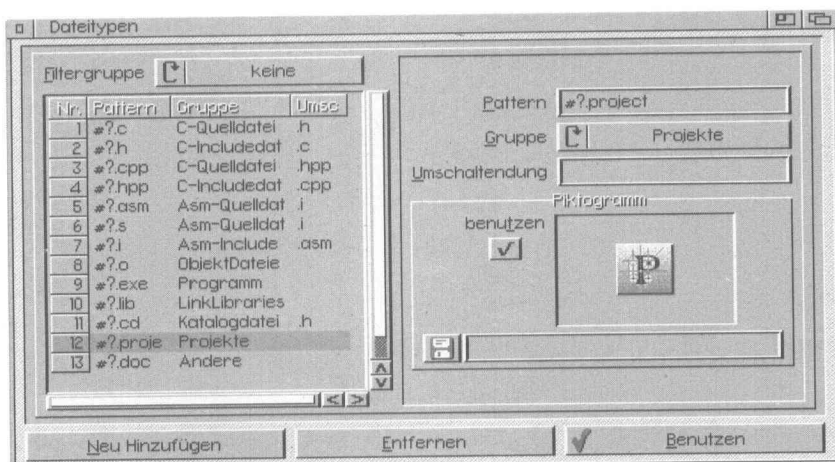 Dateitypen
Filtergruppe keine
Nr. Pattern Gruppe Umsc
1 #?.c C-Quelldatei .h
2 #?.h C-Includedat .c
3 #?.cpp C-Quelldatei .hpp
4 #?.hpp C-Includedat .cpp
5 #?.asm Asm-Quelldat .i
6 #?.s Asm-Quelldat .i
7 #?.i Asm-Include .asm
8 #?.o ObjektDateie
9 #?.exe Programm
10 #?.lib LinkLibraries
11 #?.cd Katalogdatei .h
12 #?.proje Projekte
13 #?.doc Andere
Pattern #?.project
Gruppe Projekte
Umschaltendung
Piktogramm
benutzen
P
Neu Hinzufügen Entfernen Benutzen